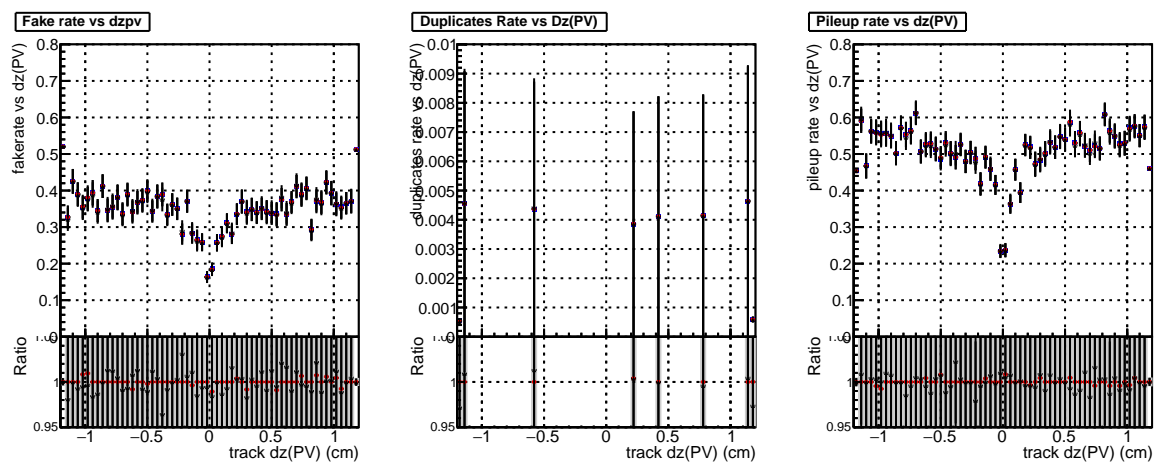 Fake rate vs dzpv
fakerate vs dz(PV)
0.8
0.7
0.6
0.5
0.4
0.3
0.2
0.1
0
Ratio
1
0.95
−1 −0.5 0 0.5 1
track dz(PV) (cm)
Duplicates Rate vs Dz(PV)
duplicates rate vs dz(PV)
0.01
0.009
0.008
0.007
0.006
0.005
0.004
0.003
0.002
0.001
0
Ratio
1
0.95
−1 −0.5 0 0.5 1
track dz(PV) (cm)
Pileup rate vs dz(PV)
pileup rate vs dz(PV)
0.8
0.7
0.6
0.5
0.4
0.3
0.2
0.1
0
Ratio
1
0.95
−1 −0.5 0 0.5 1
track dz(PV) (cm)